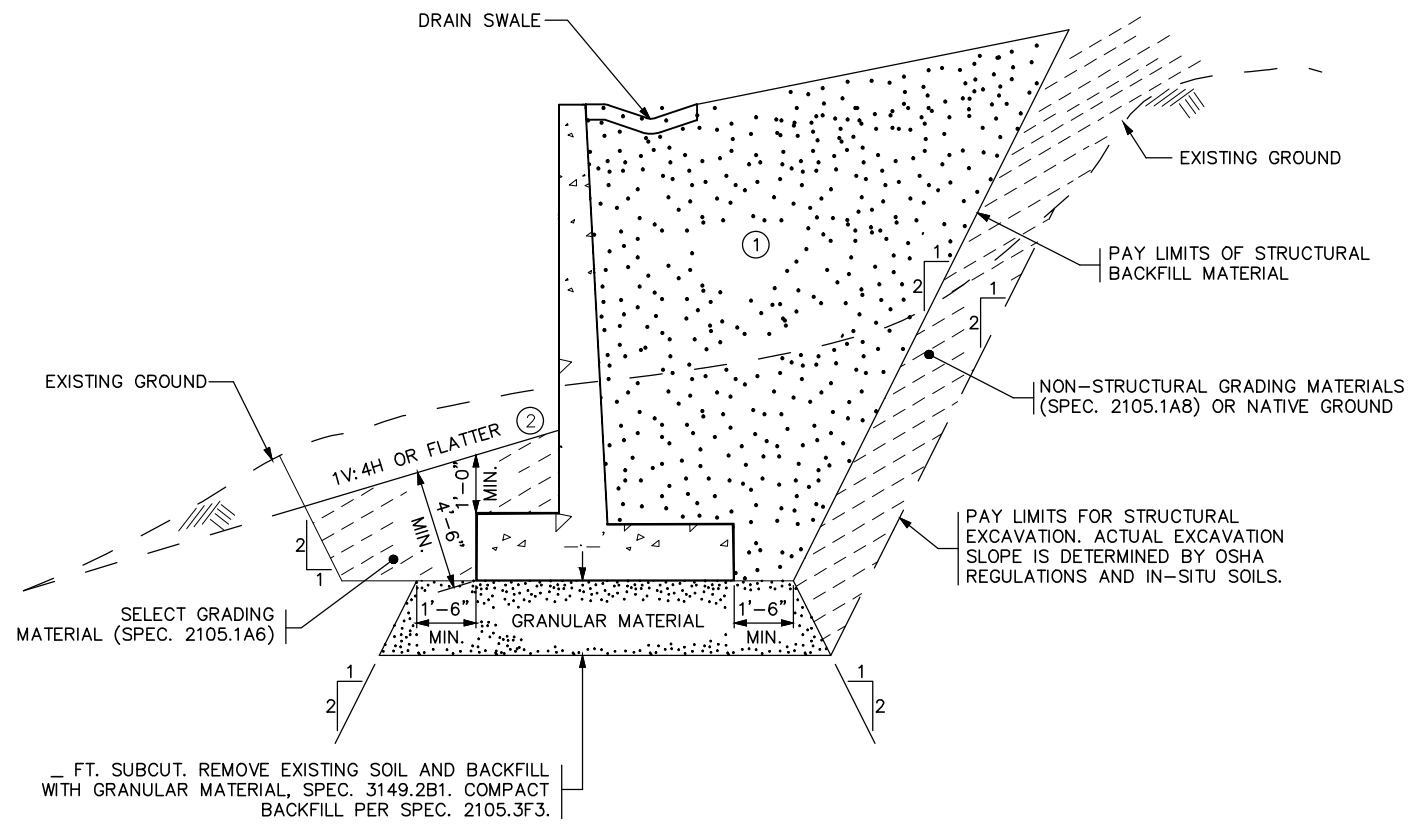 DRAIN SWALE
EXISTING GROUND
1
PAY LIMITS OF STRUCTURAL
BACKFILL MATERIAL
1
2
1
2
NON-STRUCTURAL GRADING MATERIALS
(SPEC. 2105.1A8) OR NATIVE GROUND
EXISTING GROUND
1V:4H OR FLATTER
2
1'-0"
MIN.
4'-6"
MIN.
2
1
PAY LIMITS FOR STRUCTURAL
EXCAVATION. ACTUAL EXCAVATION
SLOPE IS DETERMINED BY OSHA
REGULATIONS AND IN-SITU SOILS.
SELECT GRADING
MATERIAL (SPEC. 2105.1A6)
_._'
1'-6"
MIN.
GRANULAR MATERIAL
1'-6"
MIN.
1
2
1
2
_ FT. SUBCUT. REMOVE EXISTING SOIL AND BACKFILL
WITH GRANULAR MATERIAL, SPEC. 3149.2B1. COMPACT
BACKFILL PER SPEC. 2105.3F3.